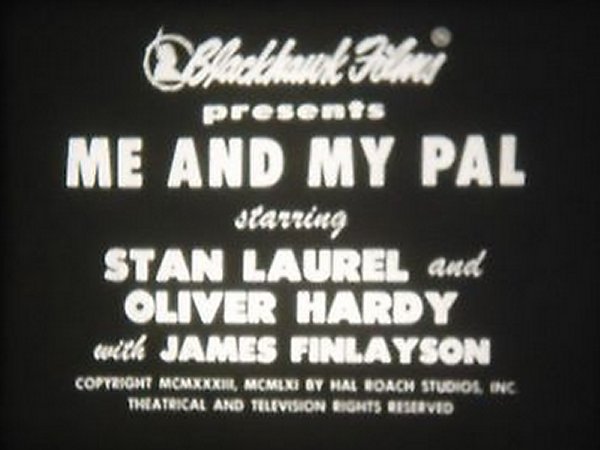 Blackhawk Films
presents
ME AND MY PAL
starring
STAN LAUREL and
OLIVER HARDY
with JAMES FINLAYSON
COPYRIGHT MCMXXXIII, MCMLXI BY HAL ROACH STUDIOS, INC.
THEATRICAL AND TELEVISION RIGHTS RESERVED